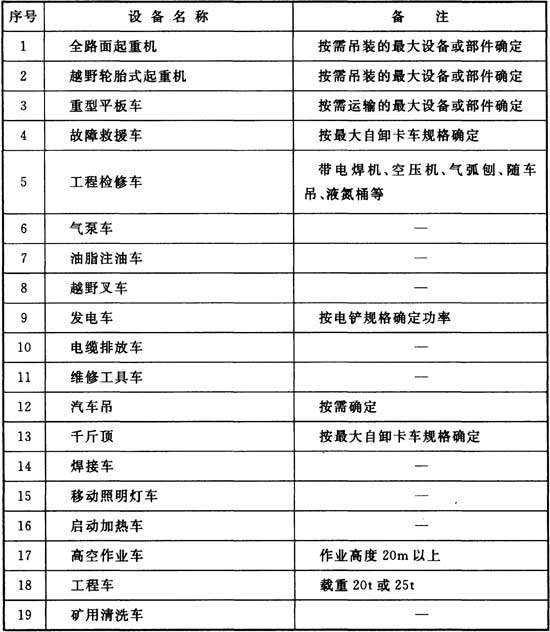 序号 设备名称 备注
1 全路面起重机 按需吊装的最大设备或部件确定
2 越野轮胎式起重机 按需吊装的最大设备或部件确定
3 重型平板车 按需运输的最大设备或部件确定
4 故障救援车 按最大自卸卡车规格确定
5 工程检修车 带电焊机、空压机、气弧刨、随车
吊、液氮桶等
6 气泵车 —
7 油脂注油车 —
8 越野叉车 —
9 发电车 按电铲规格确定功率
10 电缆排放车 —
11 维修工具车 —
12 汽车吊 按需确定
13 千斤顶 按最大自卸卡车规格确定
14 焊接车 —
15 移动照明灯车 —
16 启动加热车 —
17 高空作业车 作业高度20m以上
18 工程车 载重20t或25t
19 矿用清洗车 —